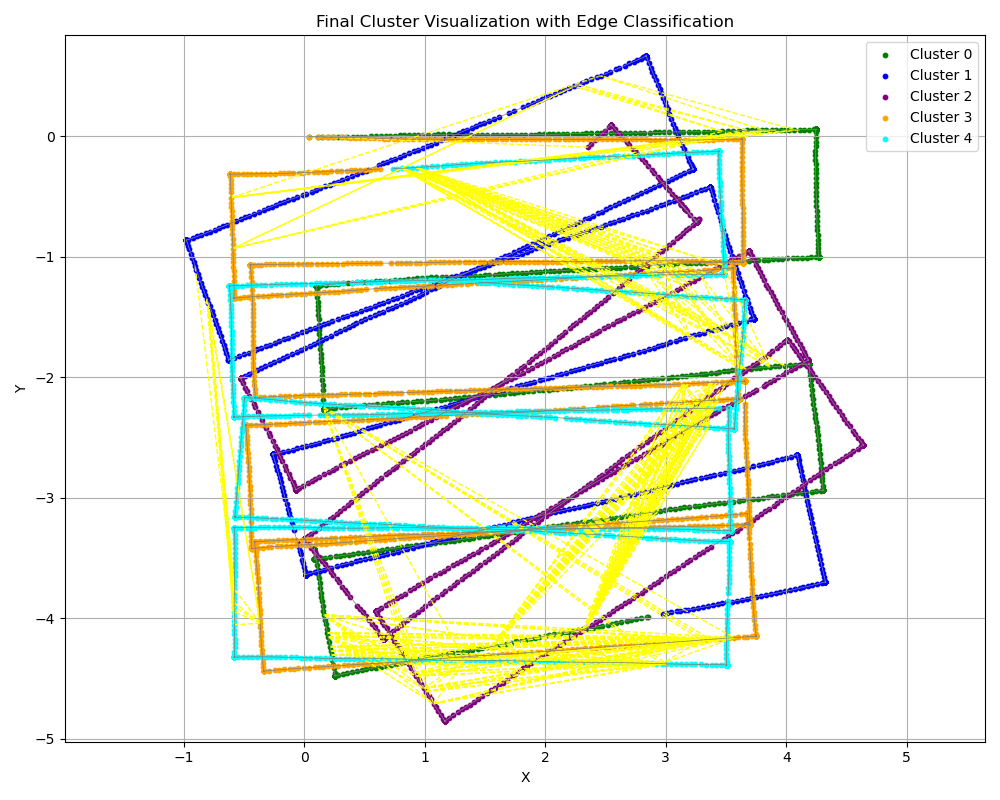 Final Cluster Visualization with Edge Classification
Cluster 0
Cluster 1
Cluster 2
Cluster 3
Cluster 4
Y
0
−1
−2
−3
−4
−5
−1
0
1
2
3
4
5
X